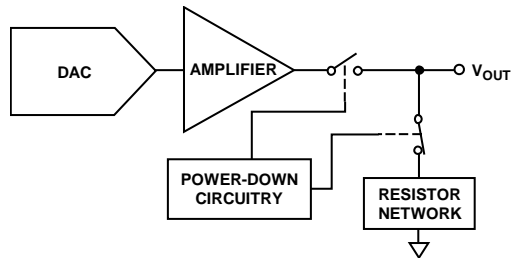 DAC
AMPLIFIER
VOUT
POWER-DOWN
CIRCUITRY
RESISTOR
NETWORK